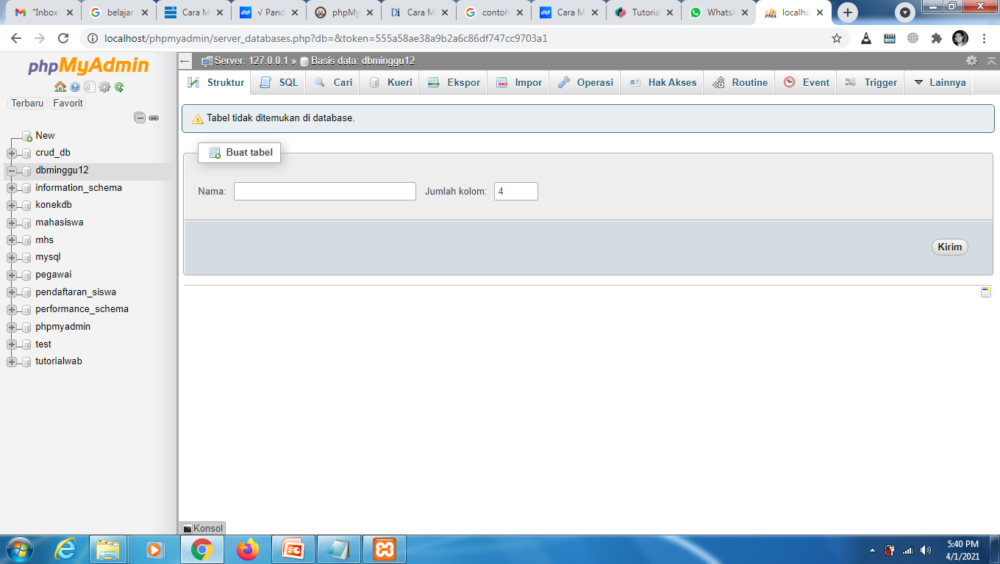 "Inbox
belajar
Cara M
√ Pand
phpMy
Cara M
contoh
Cara M
Tutoria
WhatsA
localho
localhost/phpmyadmin/server_databases.php?db=&token=555a58ae38a9b2a6c86df747cc9703a1
phpMyAdmin
Terbaru Favorit
New
crud_db
dbminggu12
information_schema
konekdb
mahasiswa
mhs
mysql
pegawai
pendaftaran_siswa
performance_schema
phpmyadmin
test
tutorialwab
Server: 127.0.0.1 » Basis data: dbminggu12
Struktur SQL Cari Kueri Ekspor Impor Operasi Hak Akses Routine Event Trigger Lainnya
Tabel tidak ditemukan di database.
Buat tabel
Nama: Jumlah kolom: 4
Kirim
Konsol
5:40 PM
4/1/2021